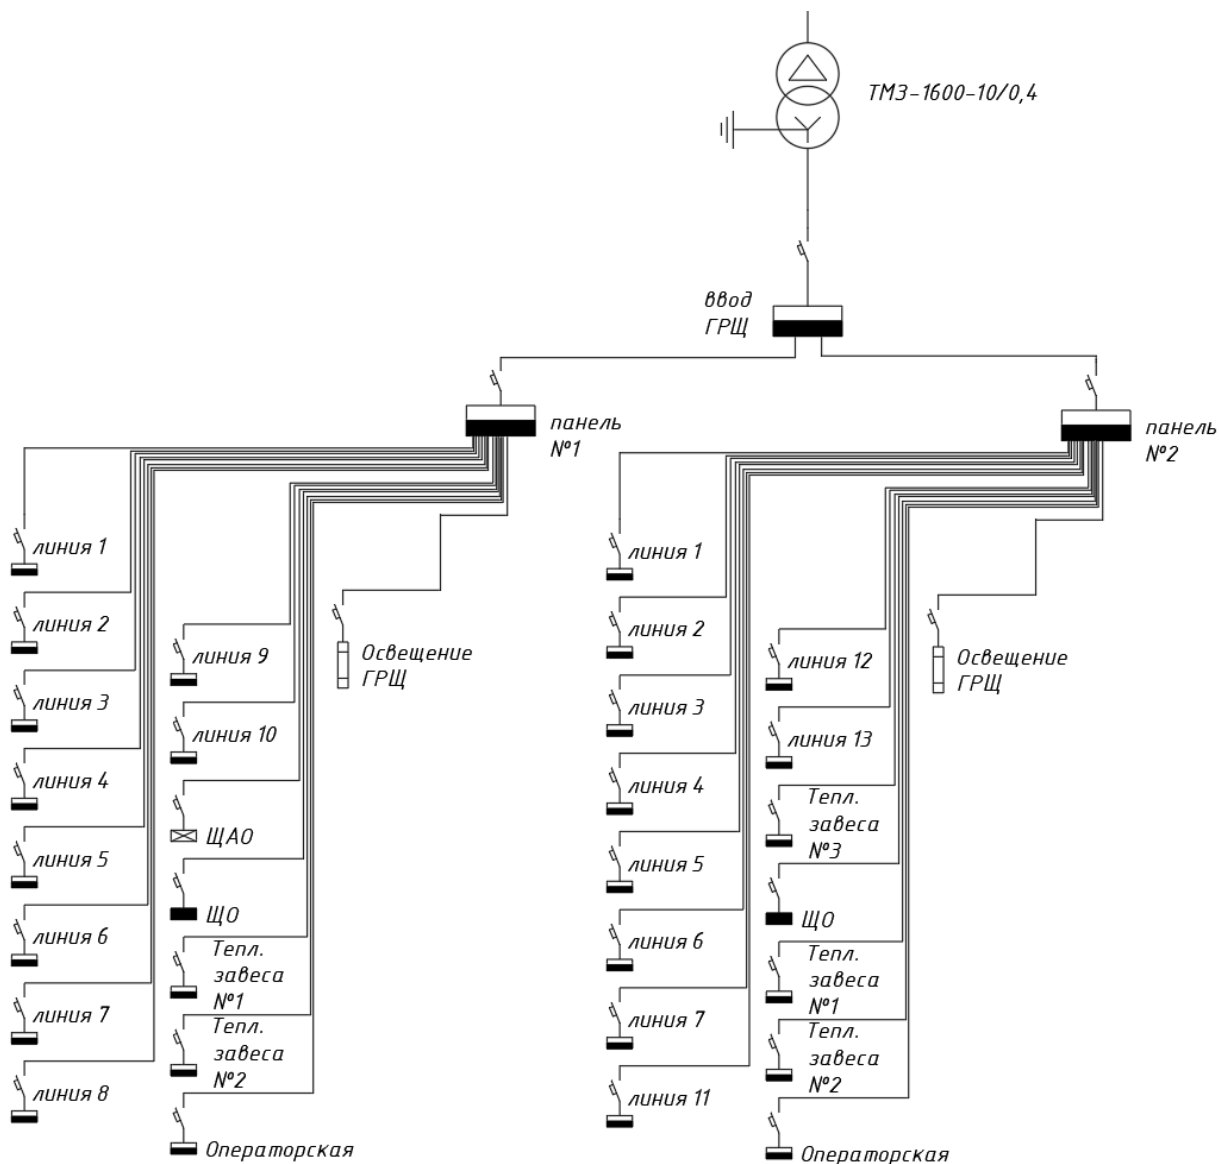 ТМЗ-1600-10/0,4
ввод
ГРЩ
панель
№1
линия 1
линия 2
линия 3
линия 4
линия 5
линия 6
линия 7
линия 8
линия 9
линия 10
ЩАО
ЩО
Тепл.
завеса
№1
Тепл.
завеса
№2
Операторская
Освещение
ГРЩ
панель
№2
линия 1
линия 2
линия 3
линия 4
линия 5
линия 6
линия 7
линия 11
линия 12
линия 13
Тепл.
завеса
№3
ЩО
Тепл.
завеса
№1
Тепл.
завеса
№2
Операторская
Освещение
ГРЩ